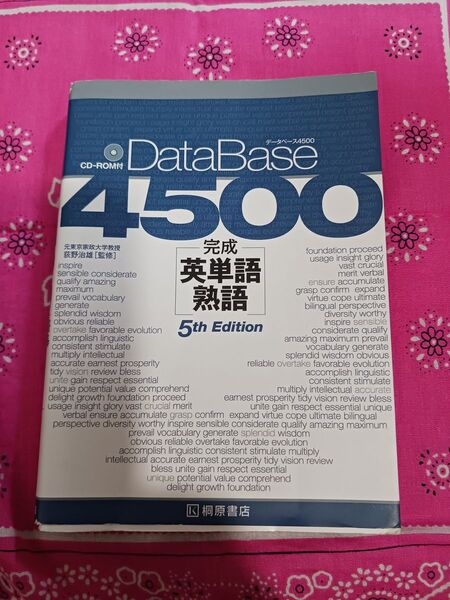 データベース4500
CD-ROM付
DataBase
4500
完成
英単語
熟語
5th Edition
元東京家政大学教授
荻野治雄［監修］
inspire
sensible considerate
qualify amazing
maximum
prevail vocabulary
generate
splendid wisdom
obvious reliable
overtake favorable evolution
accomplish linguistic
consistent stimulate
multiply intellectual
accurate earnest prosperity
tidy vision review bless
unite gain respect essential
unique potential value comprehend
delight growth foundation proceed
usage insight glory vast crucial merit
foundation proceed
usage insight glory
vast crucial
merit verbal
ensure accumulate
grasp confirm expand
virtue cope ultimate
bilingual perspective
diversity worthy
inspire sensible
considerate qualify
amazing maximum prevail
vocabulary generate
splendid wisdom obvious
reliable overtake favorable evolution
accomplish linguistic
consistent stimulate
multiply intellectual accurate
earnest prosperity tidy vision review bless
unite gain respect essential unique
potential value comprehend
verbal ensure accumulate grasp confirm expand virtue cope ultimate bilingual
perspective diversity worthy inspire sensible considerate qualify amazing maximum
prevail vocabulary generate splendid wisdom
obvious reliable overtake favorable evolution
accomplish linguistic consistent stimulate multiply
intellectual accurate earnest prosperity tidy vision review
bless unite gain respect essential
unique potential value comprehend
delight growth foundation
桐原書店